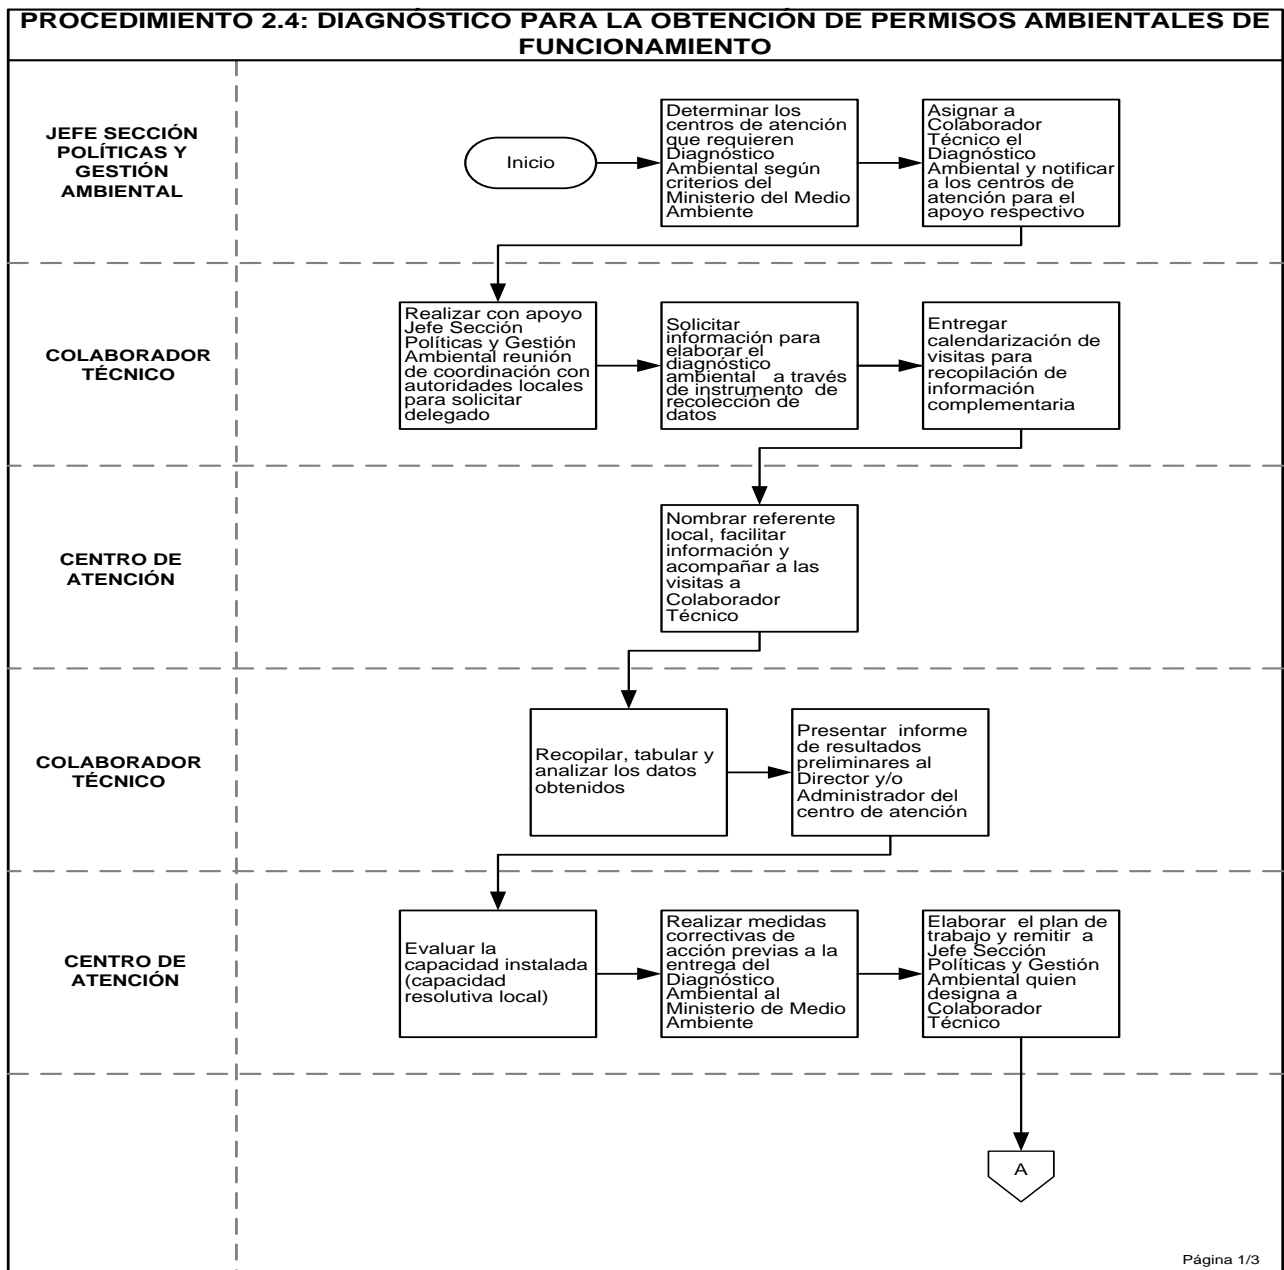 PROCEDIMIENTO 2.4: DIAGNÓSTICO PARA LA OBTENCIÓN DE PERMISOS AMBIENTALES DE
FUNCIONAMIENTO
JEFE SECCIÓN
POLÍTICAS Y
GESTIÓN
AMBIENTAL
Inicio
Determinar los
centros de atención
que requieren
Diagnóstico
Ambiental según
criterios del
Ministerio del Medio
Ambiente
Asignar a
Colaborador
Técnico el
Diagnóstico
Ambiental y notificar
a los centros de
atención para el
apoyo respectivo
COLABORADOR
TÉCNICO
Realizar con apoyo
Jefe Sección
Políticas y Gestión
Ambiental reunión
de coordinación con
autoridades locales
para solicitar
delegado
Solicitar
información para
elaborar el
diagnóstico
ambiental a través
de instrumento de
recolección de
datos
Entregar
calendarización de
visitas para
recopilación de
información
complementaria
CENTRO DE
ATENCIÓN
Nombrar referente
local, facilitar
información y
acompañar a las
visitas a
Colaborador
Técnico
COLABORADOR
TÉCNICO
Recopilar, tabular y
analizar los datos
obtenidos
Presentar informe
de resultados
preliminares al
Director y/o
Administrador del
centro de atención
CENTRO DE
ATENCIÓN
Evaluar la
capacidad instalada
(capacidad
resolutiva local)
Realizar medidas
correctivas de
acción previas a la
entrega del
Diagnóstico
Ambiental al
Ministerio de Medio
Ambiente
Elaborar el plan de
trabajo y remitir a
Jefe Sección
Políticas y Gestión
Ambiental quien
designa a
Colaborador
Técnico
A
Página 1/3